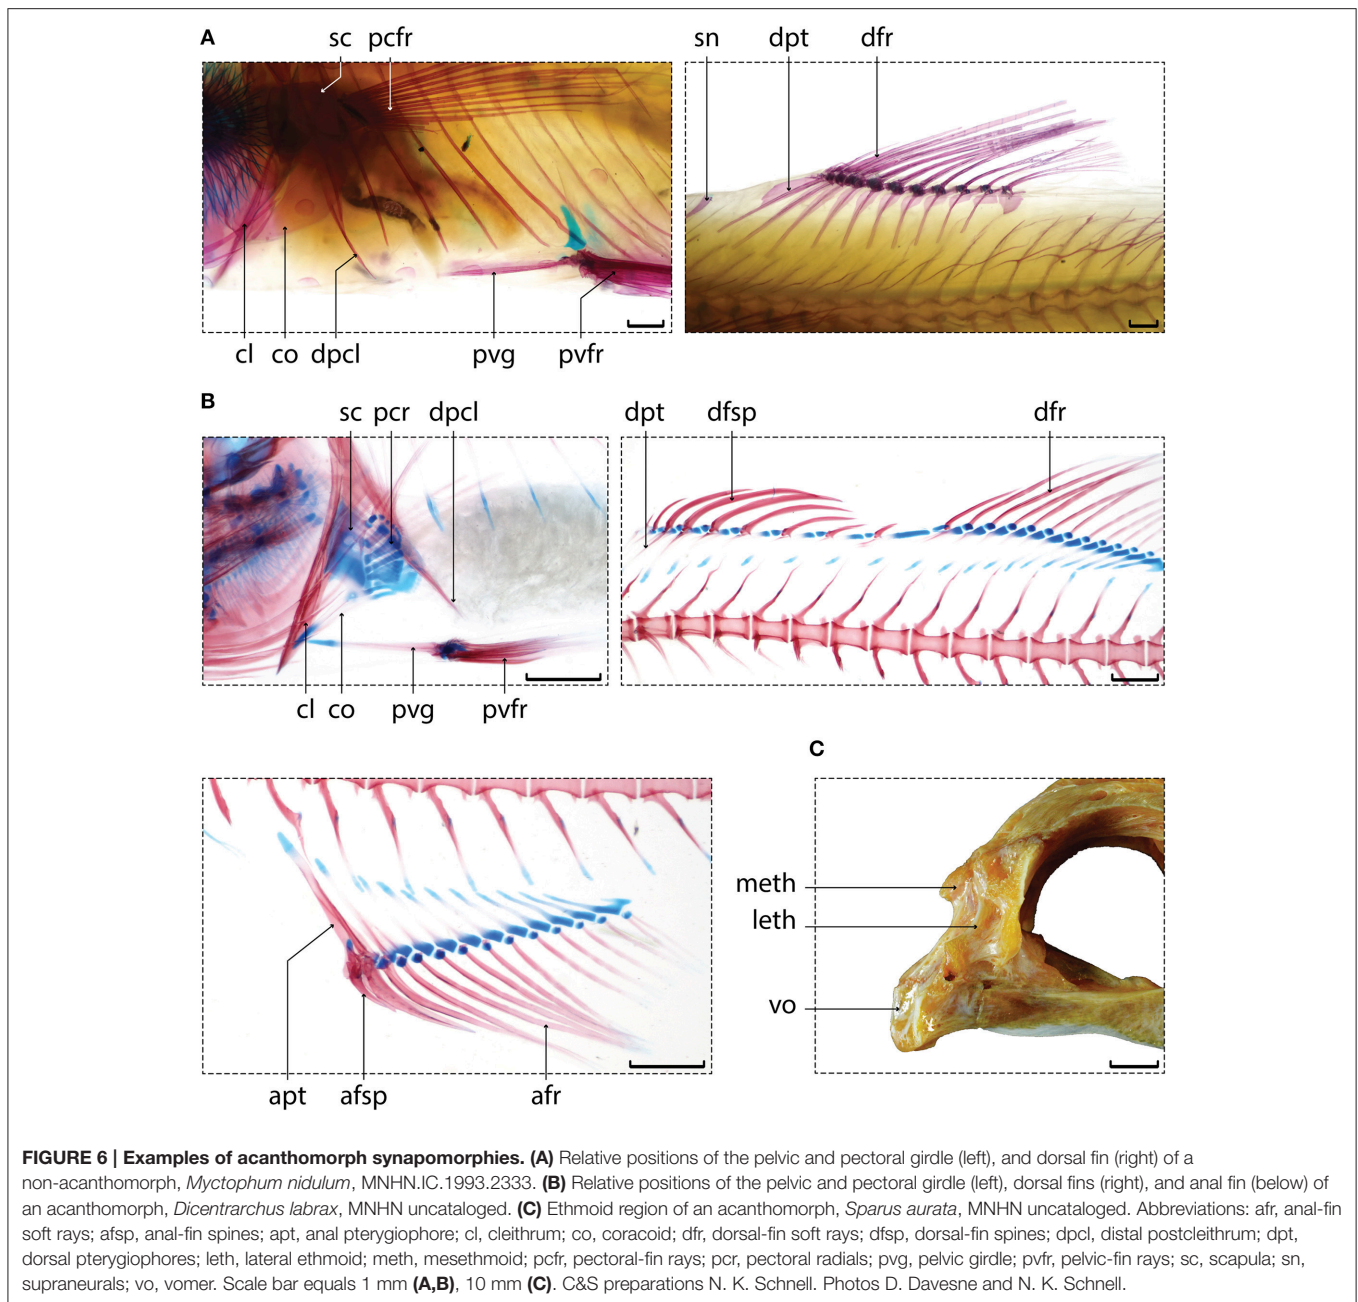 A
sc pcfr
sn dpt dfr
cl co dpcl pvg pvfr
B
sc pcr dpcl
dpt dfsp dfr
cl co pvg pvfr
C
meth
leth
vo
apt afsp afr
FIGURE 6 | Examples of acanthomorph synapomorphies. (A) Relative positions of the pelvic and pectoral girdle (left), and dorsal fin (right) of a
non-acanthomorph, Myctophum nidulum, MNHN.IC.1993.2333. (B) Relative positions of the pelvic and pectoral girdle (left), dorsal fins (right), and anal fin (below) of
an acanthomorph, Dicentrarchus labrax, MNHN uncataloged. (C) Ethmoid region of an acanthomorph, Sparus aurata, MNHN uncataloged. Abbreviations: afr, anal-fin
soft rays; afsp, anal-fin spines; apt, anal pterygiophore; cl, cleithrum; co, coracoid; dfr, dorsal-fin soft rays; dfsp, dorsal-fin spines; dpcl, distal postcleithrum; dpt,
dorsal pterygiophores; leth, lateral ethmoid; meth, mesethmoid; pcfr, pectoral-fin rays; pcr, pectoral radials; pvg, pelvic girdle; pvfr, pelvic-fin rays; sc, scapula; sn,
supraneurals; vo, vomer. Scale bar equals 1 mm (A,B), 10 mm (C). C&S preparations N. K. Schnell. Photos D. Davesne and N. K. Schnell.